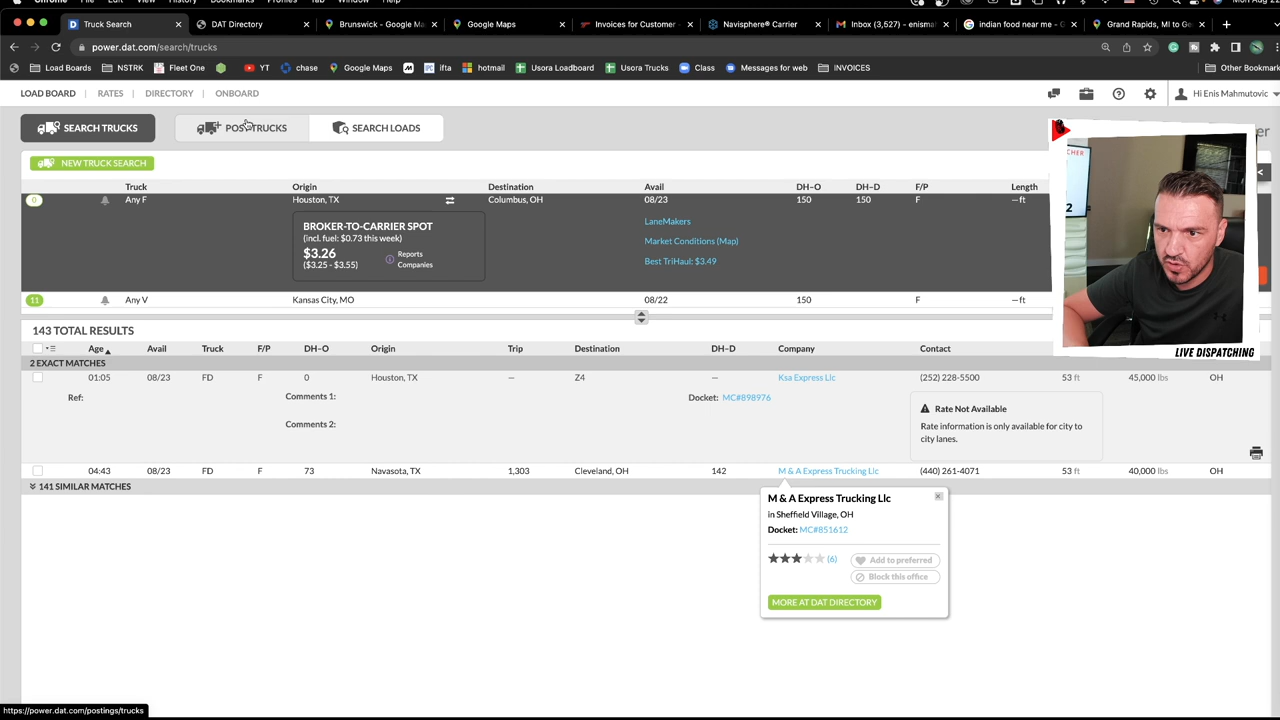 Chrome File Edit View History Bookmarks Profiles Tab Window Help
Truck Search
DAT Directory
Brunswick - Google Ma
Google Maps
Invoices for Customer -
Navisphere® Carrier
Inbox (3,527) - enisma
indian food near me - G
Grand Rapids, MI to Ge
power.dat.com/search/trucks
Load Boards NSTRK Fleet One YT chase Google Maps ifta hotmail Usora Loadboard Usora Trucks Class Messages for web INVOICES Other Bookmar
LOAD BOARD RATES DIRECTORY ONBOARD
Hi Enis Mahmutovic
SEARCH TRUCKS POST TRUCKS SEARCH LOADS
NEW TRUCK SEARCH
Truck Origin Destination Avail DH–O DH–D F/P Length
0 Any F Houston, TX Columbus, OH 08/23 150 150 F —ft
BROKER-TO-CARRIER SPOT
(incl. fuel: $0.73 this week)
$3.26
($3.25 - $3.55)
Reports
Companies
LaneMakers
Market Conditions (Map)
Best TriHaul: $3.49
11 Any V Kansas City, MO 08/22 150 F —ft
143 TOTAL RESULTS
Age Avail Truck F/P DH–O Origin Trip Destination DH–D Company Contact
2 EXACT MATCHES
01:05 08/23 FD F 0 Houston, TX — Z4 — Ksa Express Llc (252) 228-5500 53 ft 45,000 lbs OH
Ref: Comments 1: Docket: MC#898976
Comments 2:
Rate Not Available
Rate information is only available for city to
city lanes.
04:43 08/23 FD F 73 Navasota, TX 1,303 Cleveland, OH 142 M & A Express Trucking Llc (440) 261-4071 53 ft 40,000 lbs OH
141 SIMILAR MATCHES
M & A Express Trucking Llc
in Sheffield Village, OH
Docket: MC#851612
(6)
Add to preferred
Block this office
MORE AT DAT DIRECTORY
LIVE DISPATCHING
https://power.dat.com/postings/trucks